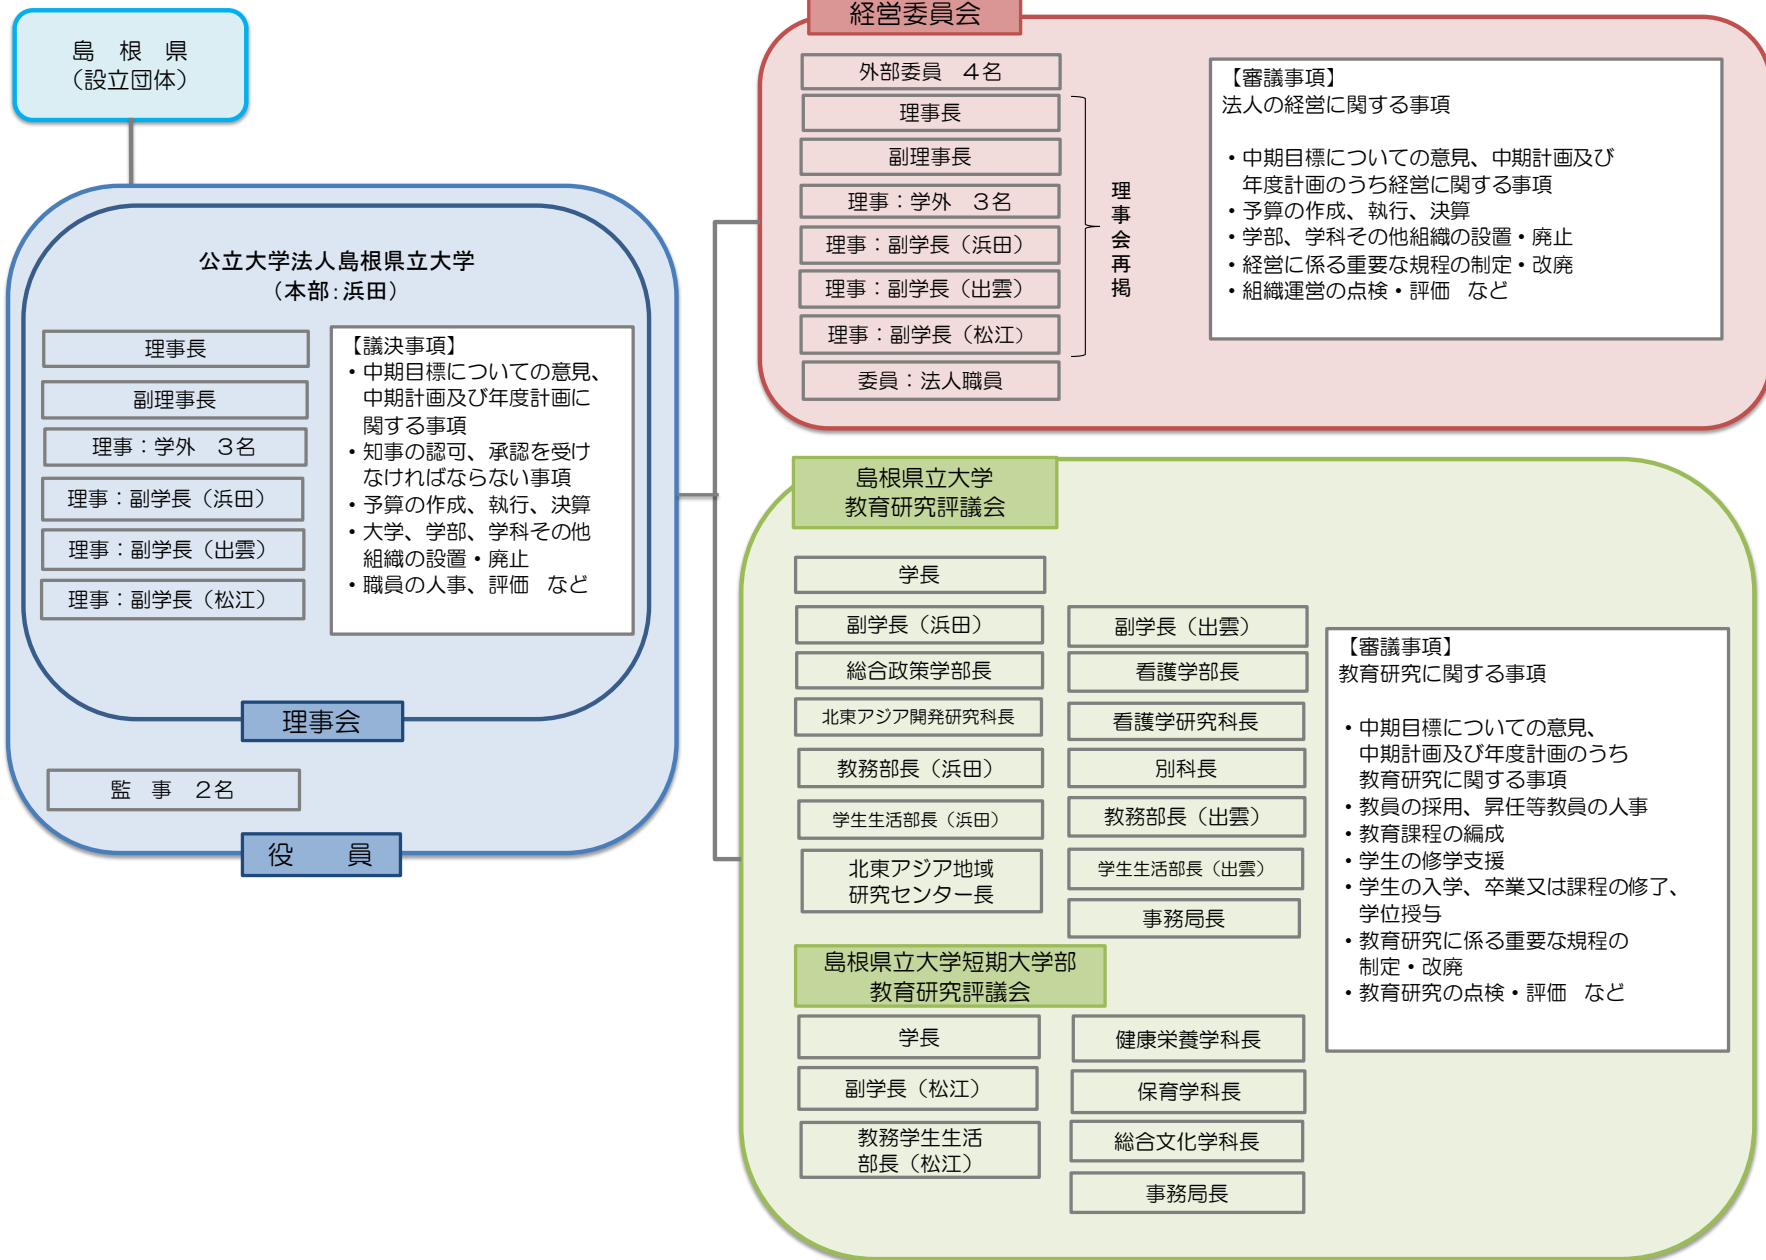 島 根 県
（設立団体）
公立大学法人島根県立大学
（本部：浜田）
理事長
副理事長
理事：学外 ３名
理事：副学長（浜田）
理事：副学長（出雲）
理事：副学長（松江）
【議決事項】
・中期目標についての意見、
中期計画及び年度計画に
関する事項
・知事の認可、承認を受け
なければならない事項
・予算の作成、執行、決算
・大学、学部、学科その他
組織の設置・廃止
・職員の人事、評価 など
理事会
監 事 ２名
役 員
経営委員会
外部委員 ４名
理事長
副理事長
理事：学外 ３名
理事：副学長（浜田）
理事：副学長（出雲）
理事：副学長（松江）
委員：法人職員
理事会再掲
【審議事項】
法人の経営に関する事項
・中期目標についての意見、中期計画及び
年度計画のうち経営に関する事項
・予算の作成、執行、決算
・学部、学科その他組織の設置・廃止
・経営に係る重要な規程の制定・改廃
・組織運営の点検・評価 など
島根県立大学
教育研究評議会
学長
副学長（浜田）
総合政策学部長
北東アジア開発研究科長
教務部長（浜田）
学生生活部長（浜田）
北東アジア地域
研究センター長
副学長（出雲）
看護学部長
看護学研究科長
別科長
教務部長（出雲）
学生生活部長（出雲）
事務局長
島根県立大学短期大学部
教育研究評議会
学長
副学長（松江）
教務学生生活
部長（松江）
健康栄養学科長
保育学科長
総合文化学科長
事務局長
【審議事項】
教育研究に関する事項
・中期目標についての意見、
中期計画及び年度計画のうち
教育研究に関する事項
・教員の採用、昇任等教員の人事
・教育課程の編成
・学生の修学支援
・学生の入学、卒業又は課程の修了、
学位授与
・教育研究に係る重要な規程の
制定・改廃
・教育研究の点検・評価 など